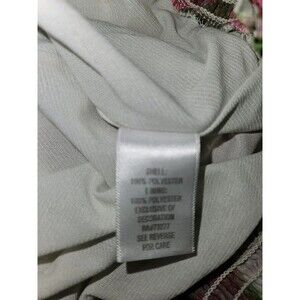 SHELL:
100% POLYESTER
LINING:
100% POLYESTER
EXCLUSIVE OF
DECORATION
SEE REVERSE
FOR CARE